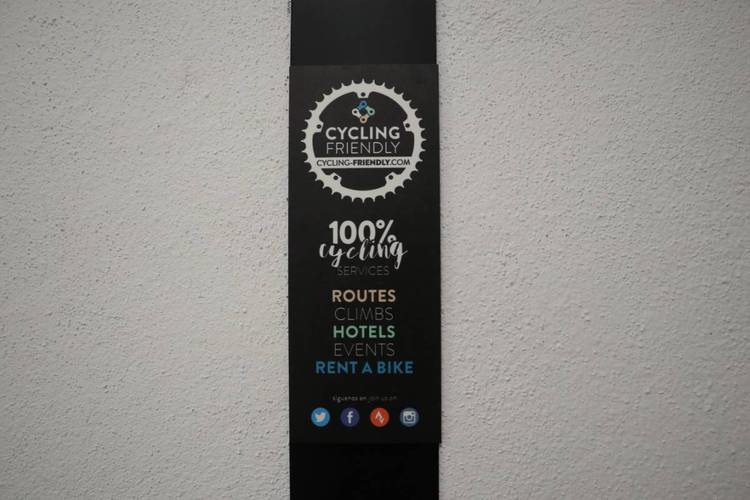 CYCLING
FRIENDLY
CYCLING-FRIENDLY.COM
100%
cycling
SERVICES
ROUTES
CLIMBS
HOTELS
EVENTS
RENT A BIKE
síguenos en join us on